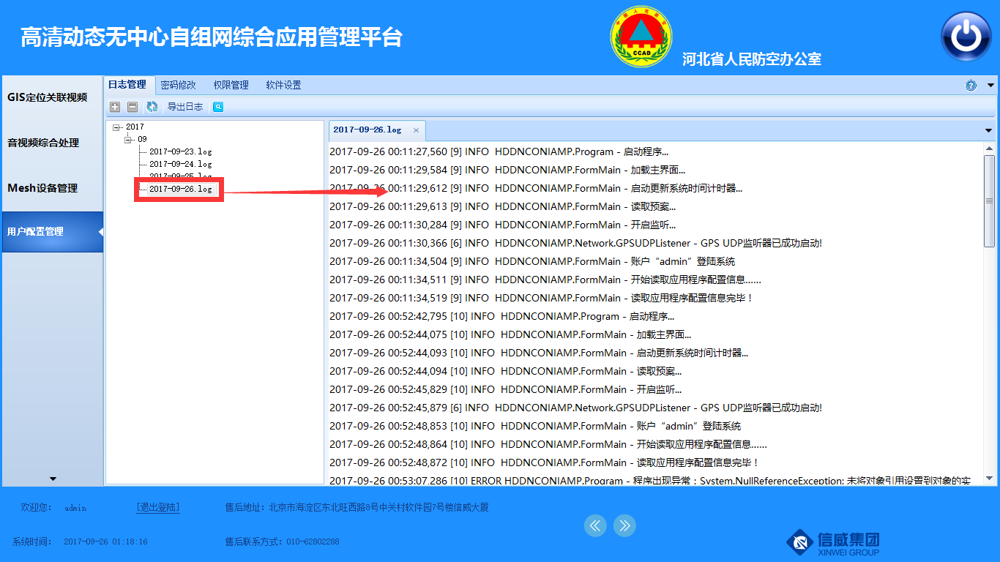 高清动态无中心自组网综合应用管理平台
中国人民防空
CCAD
河北省人民防空办公室
GIS定位关联视频
音视频综合处理
Mesh设备管理
用户配置管理
日志管理 密码修改 权限管理 软件设置
导出日志
2017
09
2017-09-23.log
2017-09-24.log
2017-09-25.log
2017-09-26.log
2017-09-26.log
2017-09-26 00:11:27,560 [9] INFO HDDNCONIAMP.Program - 启动程序...
2017-09-26 00:11:29,584 [9] INFO HDDNCONIAMP.FormMain - 加载主界面...
2017-09-26 00:11:29,612 [9] INFO HDDNCONIAMP.FormMain - 启动更新系统时间计时器...
2017-09-26 00:11:29,613 [9] INFO HDDNCONIAMP.FormMain - 读取预案...
2017-09-26 00:11:30,284 [9] INFO HDDNCONIAMP.FormMain - 开启监听...
2017-09-26 00:11:30,366 [6] INFO HDDNCONIAMP.Network.GPSUDPListener - GPS UDP监听器已成功启动!
2017-09-26 00:11:34,504 [9] INFO HDDNCONIAMP.FormMain - 账户“admin”登陆系统
2017-09-26 00:11:34,511 [9] INFO HDDNCONIAMP.FormMain - 开始读取应用程序配置信息......
2017-09-26 00:11:34,519 [9] INFO HDDNCONIAMP.FormMain - 读取应用程序配置信息完毕！
2017-09-26 00:52:42,795 [10] INFO HDDNCONIAMP.Program - 启动程序...
2017-09-26 00:52:44,075 [10] INFO HDDNCONIAMP.FormMain - 加载主界面...
2017-09-26 00:52:44,093 [10] INFO HDDNCONIAMP.FormMain - 启动更新系统时间计时器...
2017-09-26 00:52:44,094 [10] INFO HDDNCONIAMP.FormMain - 读取预案...
2017-09-26 00:52:45,829 [10] INFO HDDNCONIAMP.FormMain - 开启监听...
2017-09-26 00:52:45,879 [6] INFO HDDNCONIAMP.Network.GPSUDPListener - GPS UDP监听器已成功启动!
2017-09-26 00:52:48,853 [10] INFO HDDNCONIAMP.FormMain - 账户“admin”登陆系统
2017-09-26 00:52:48,864 [10] INFO HDDNCONIAMP.FormMain - 开始读取应用程序配置信息......
2017-09-26 00:52:48,872 [10] INFO HDDNCONIAMP.FormMain - 读取应用程序配置信息完毕！
2017-09-26 00:53:07,286 [10] ERROR HDDNCONIAMP.Program - 程序出现异常：System.NullReferenceException: 未将对象引用设置到对象的实
欢迎您： admin [退出登陆] 售后地址：北京市海淀区东北旺西路8号中关村软件园7号楼信威大厦
系统时间： 2017-09-26 01:18:16 售后联系方式：010-62802288
信威集团
XINWEI GROUP